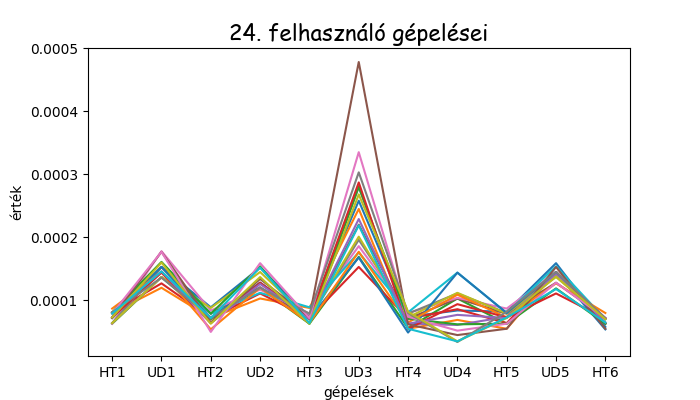 24. felhasználó gépelései
0.0005
0.0004
0.0003
0.0002
0.0001
érték
HT1 UD1 HT2 UD2 HT3 UD3 HT4 UD4 HT5 UD5 HT6
gépelések